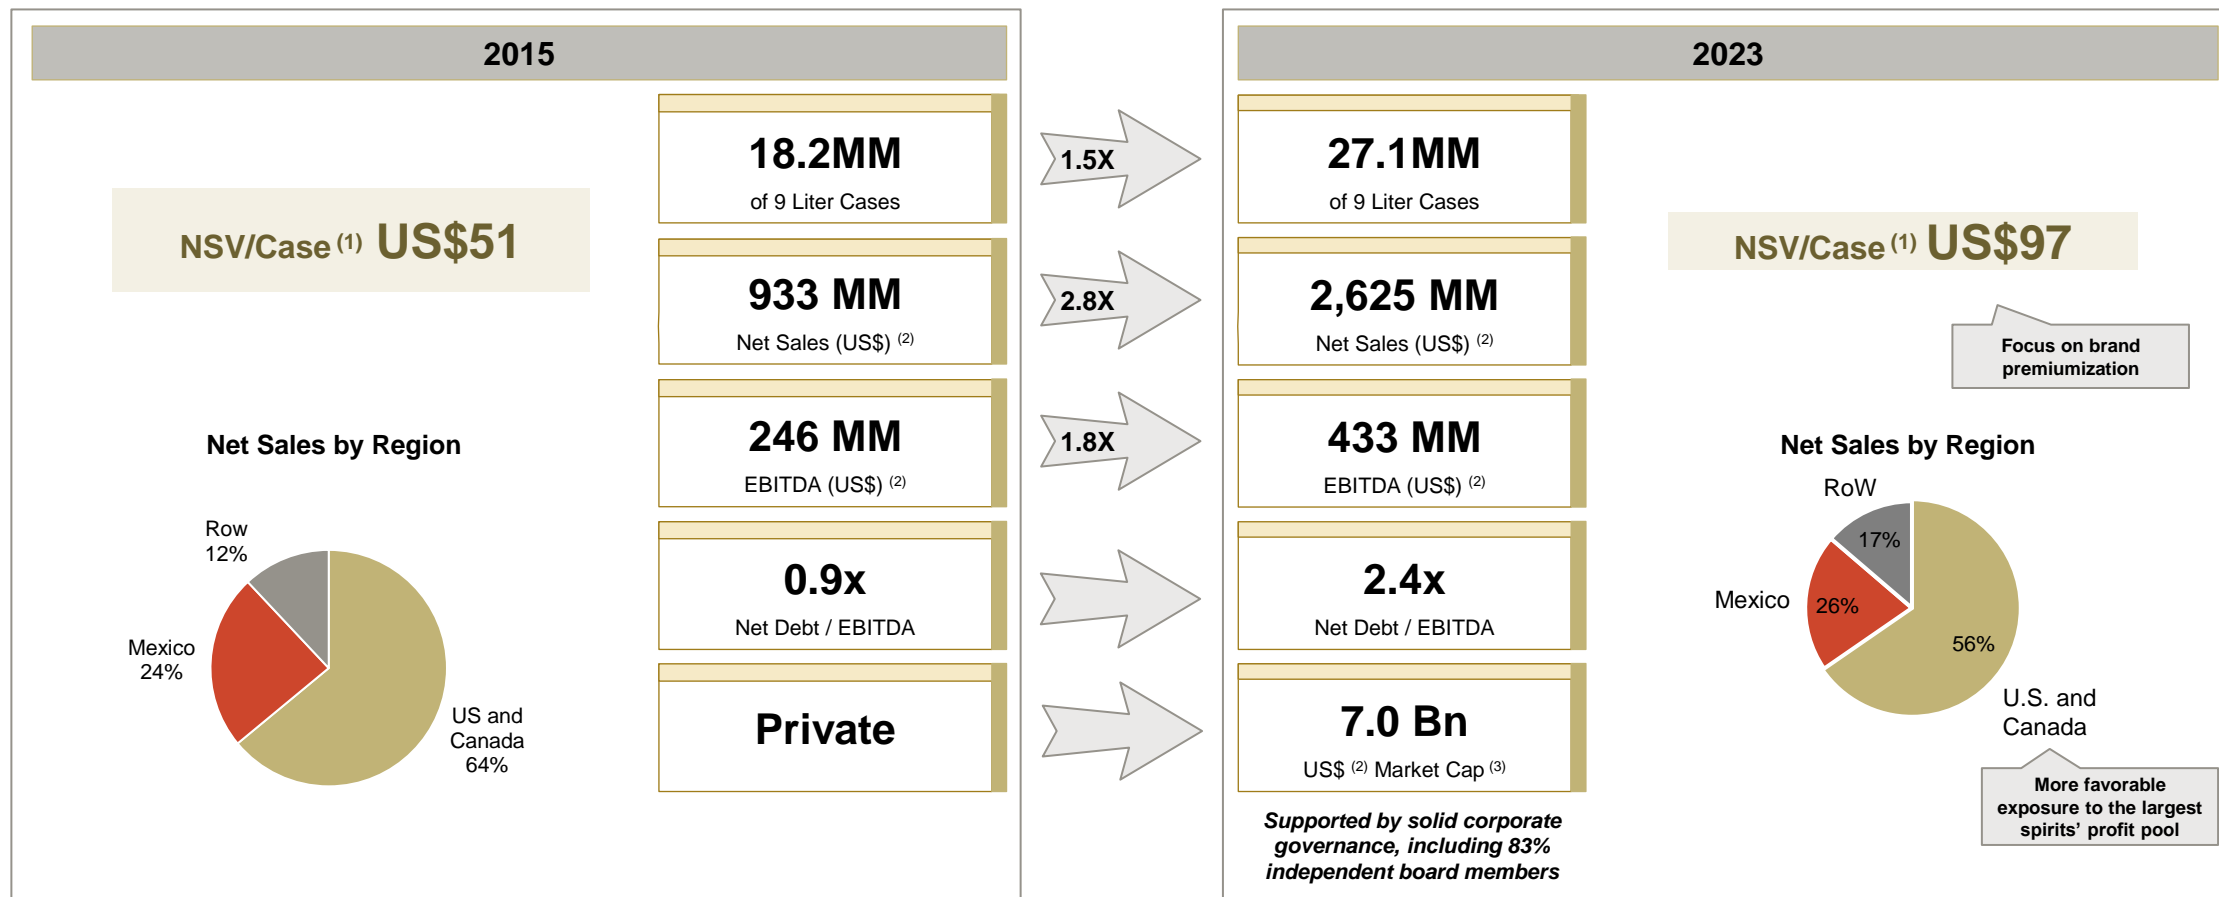 2015
NSV/Case (1) US$51
Net Sales by Region
Row
12%
Mexico
24%
US and
Canada
64%
18.2MM
of 9 Liter Cases
933 MM
Net Sales (US$) (2)
246 MM
EBITDA (US$) (2)
0.9x
Net Debt / EBITDA
Private
1.5X
2.8X
1.8X
2023
27.1MM
of 9 Liter Cases
2,625 MM
Net Sales (US$) (2)
433 MM
EBITDA (US$) (2)
2.4x
Net Debt / EBITDA
7.0 Bn
US$ (2) Market Cap (3)
Supported by solid corporate
governance, including 83%
independent board members
NSV/Case (1) US$97
Focus on brand
premiumization
Net Sales by Region
RoW
17%
Mexico
26%
56%
U.S. and
Canada
More favorable
exposure to the largest
spirits’ profit pool